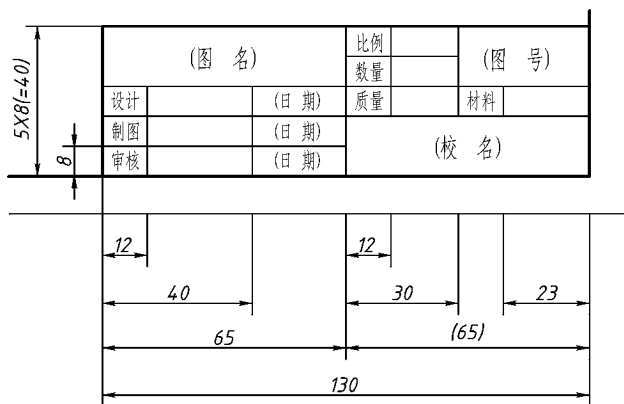 (图 名) 比例 (图 号)
数量
设计 (日 期) 质量 材料
制图 (日 期) (校 名)
审核 (日 期)
5X8(=40)
8
12 12
40 30 23
65 (65)
130